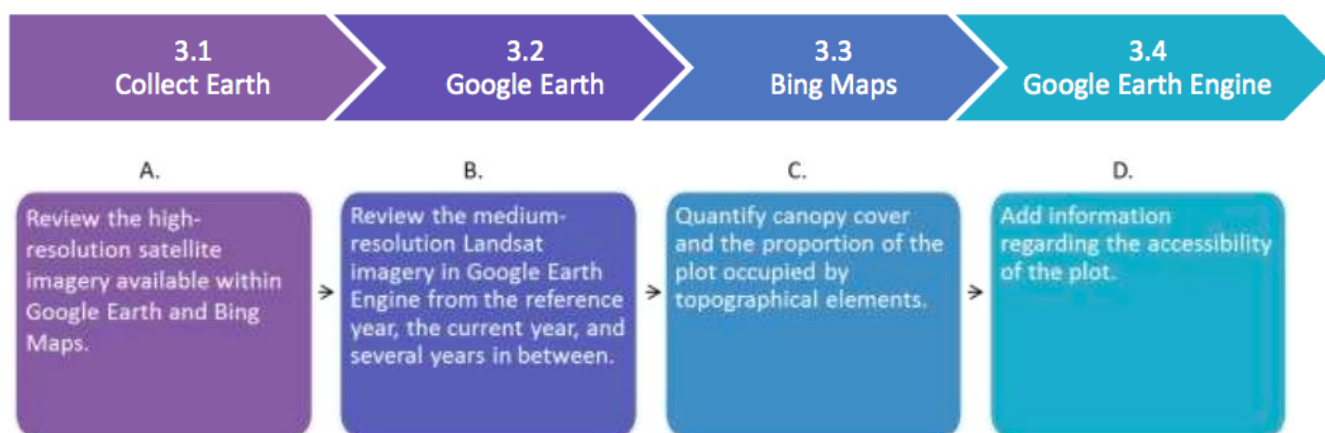 3.1
Collect Earth
3.2
Google Earth
3.3
Bing Maps
3.4
Google Earth Engine
A.
Review the high-
resolution satellite
imagery available within
Google Earth and Bing
Maps.
B.
Review the medium-
resolution Landsat
imagery in Google Earth
Engine from the reference
year, the current year, and
several years in between.
C.
Quantify canopy cover
and the proportion of the
plot occupied by
topographical elements.
D.
Add information
regarding the accessibility
of the plot.